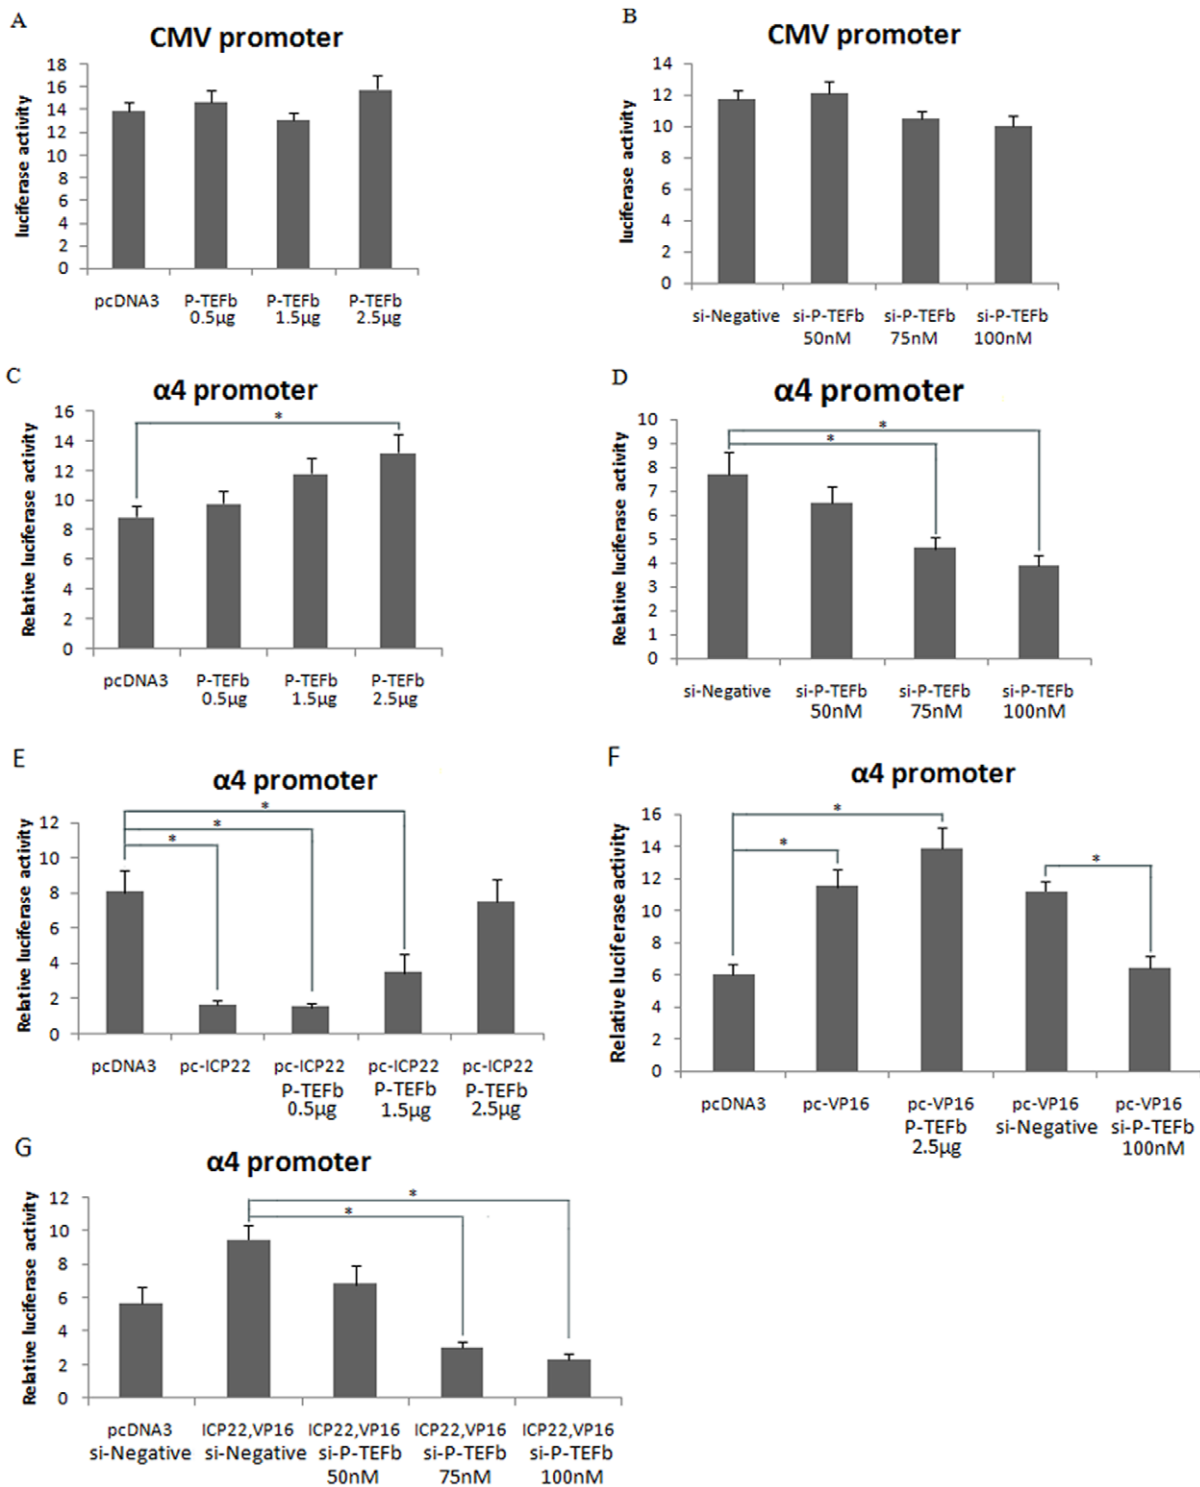 A
CMV promoter
luciferase activity
18
16
14
12
10
8
6
4
2
0
pcDNA3
P-TEFb
0.5µg
P-TEFb
1.5µg
P-TEFb
2.5µg
B
CMV promoter
luciferase activity
14
12
10
8
6
4
2
0
si-Negative
si-P-TEFb
50nM
si-P-TEFb
75nM
si-P-TEFb
100nM
C
α4 promoter
Relative luciferase activity
16
14
12
10
8
6
4
2
0
*
pcDNA3
P-TEFb
0.5µg
P-TEFb
1.5µg
P-TEFb
2.5µg
D
α4 promoter
Relative luciferase activity
10
9
8
7
6
5
4
3
2
1
0
*
*
si-Negative
si-P-TEFb
50nM
si-P-TEFb
75nM
si-P-TEFb
100nM
E
α4 promoter
Relative luciferase activity
12
10
8
6
4
2
0
*
*
*
pcDNA3
pc-ICP22
pc-ICP22
P-TEFb
0.5µg
pc-ICP22
P-TEFb
1.5µg
pc-ICP22
P-TEFb
2.5µg
F
α4 promoter
Relative luciferase activity
16
14
12
10
8
6
4
2
0
*
*
*
pcDNA3
pc-VP16
pc-VP16
P-TEFb
2.5µg
pc-VP16
si-Negative
pc-VP16
si-P-TEFb
100nM
G
α4 promoter
Relative luciferase activity
12
10
8
6
4
2
0
*
*
pcDNA3
si-Negative
ICP22,VP16
si-Negative
ICP22,VP16
si-P-TEFb
50nM
ICP22,VP16
si-P-TEFb
75nM
ICP22,VP16
si-P-TEFb
100nM